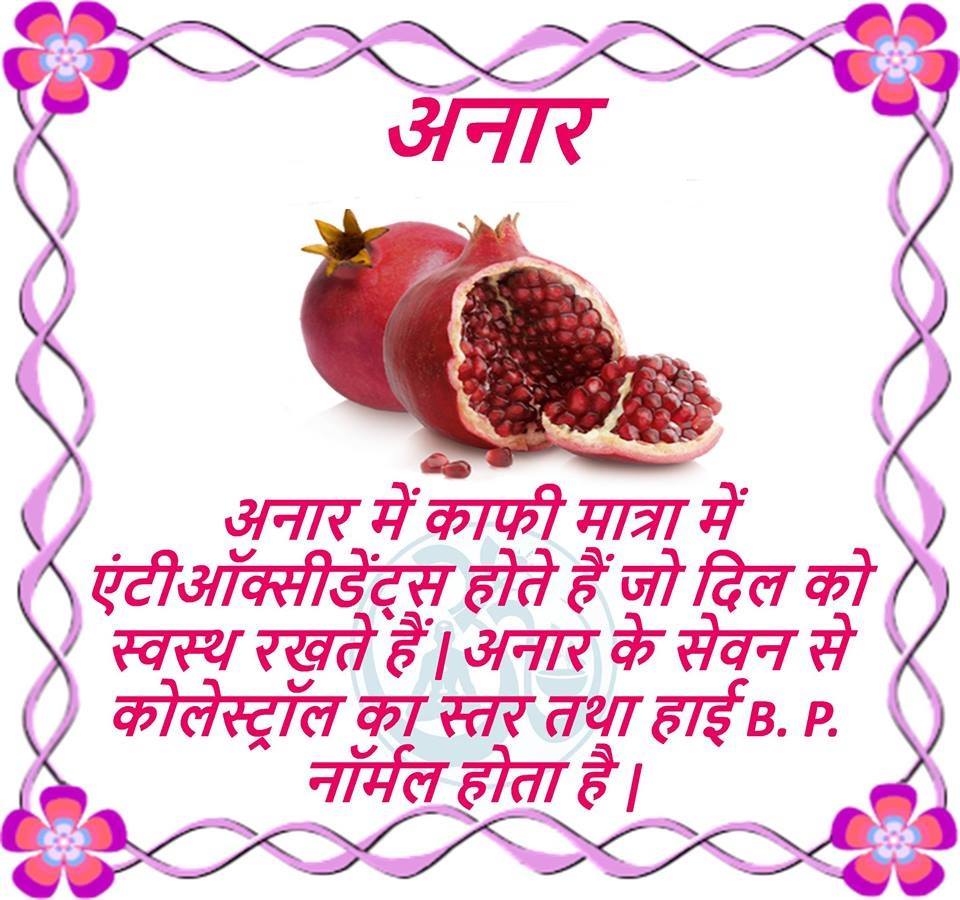 अनार
अनार में काफी मात्रा में
एंटीऑक्सीडेंट्स होते हैं जो दिल को
स्वस्थ रखते हैं | अनार के सेवन से
कोलेस्ट्रॉल का स्तर तथा हाई B. P.
नॉर्मल होता है |